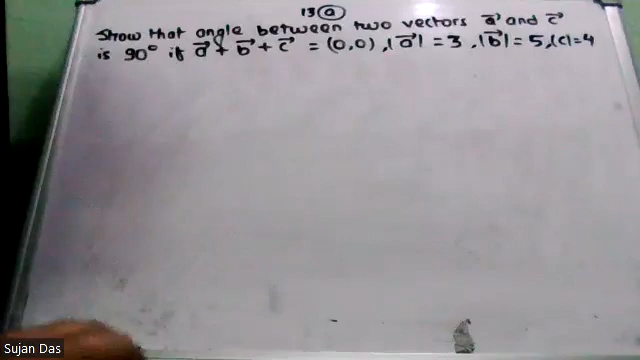 13 (a)
Show that angle between two vectors a⃗ and c⃗
is 90° if a⃗ + b⃗ + c⃗ = (0,0), |a⃗| = 3, |b⃗| = 5, |c| = 4
Sujan Das